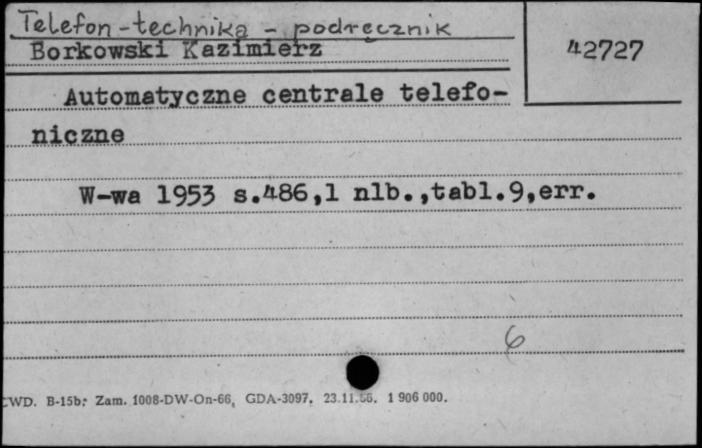 Telefon-technika - podręcznik
Borkowski Kazimierz
42727
Automatyczne centrale telefo-
niczne
W-wa 1953 s.486,1 nlb.,tabl.9,err.
6
CWD. B-15b; Zam. 1008-DW-On-66, GDA-3097, 23.11.66. 1 906 000.